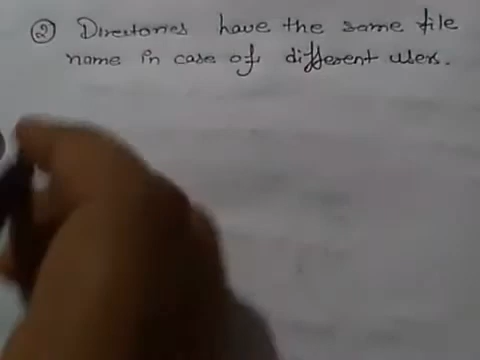 ② Directories have the same file
name in case of different users.